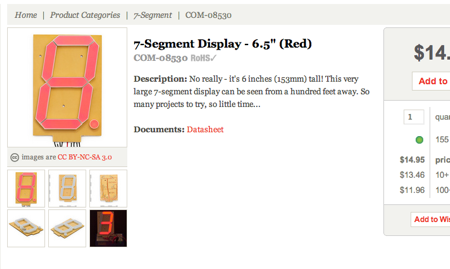 Home | Product Categories | 7-Segment | COM-08530
7-Segment Display - 6.5" (Red)
COM-08530 RoHS✓
Description: No really - it's 6 inches (153mm) tall! This very
large 7-segment display can be seen from a hundred feet away. So
many projects to try, so little time...
Documents: Datasheet
cc images are CC BY-NC-SA 3.0
$14.
Add to
1 quan
155
$14.95 pric
$13.46 10+
$11.96 100
Add to Wi